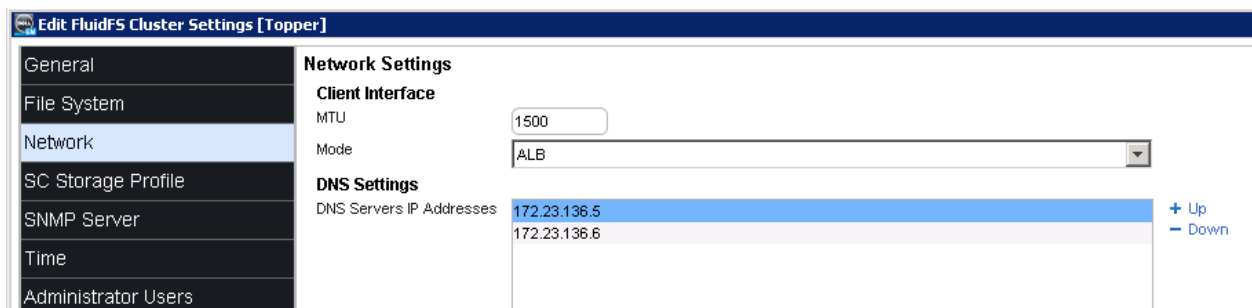 Edit FluidFS Cluster Settings [Topper]
General
File System
Network
SC Storage Profile
SNMP Server
Time
Administrator Users
Network Settings
Client Interface
MTU
1500
Mode
ALB
DNS Settings
DNS Servers IP Addresses
172.23.136.5
172.23.136.6
+ Up
− Down